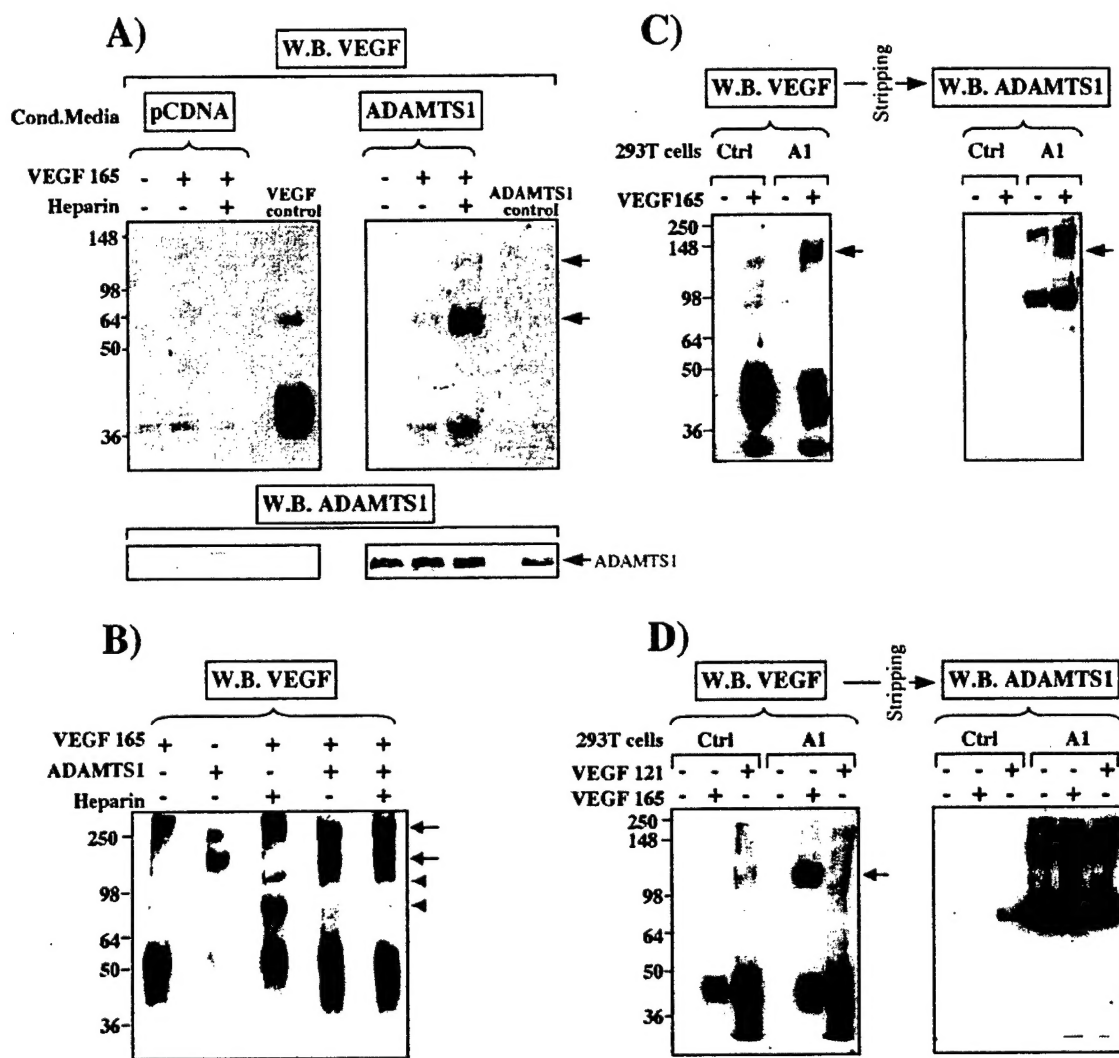 A)
W.B. VEGF
Cond.Media pCDNA ADAMTS1
VEGF 165 - + + - + +
Heparin - - + VEGF control - - + ADAMTS1 control
148
98
64
50
36
W.B. ADAMTS1
ADAMTS1
B)
W.B. VEGF
VEGF 165 + - + + +
ADAMTS1 - + - + +
Heparin - - + - +
250
98
64
50
36
C)
W.B. VEGF Stripping W.B. ADAMTS1
293T cells Ctrl A1 Ctrl A1
VEGF165 - + - + - + - +
250
148
98
64
50
36
D)
W.B. VEGF Stripping W.B. ADAMTS1
293T cells Ctrl A1 Ctrl A1
VEGF 121 - - + - - + - - + - - +
VEGF 165 - + - - + - - + - - + -
250
148
98
64
50
36